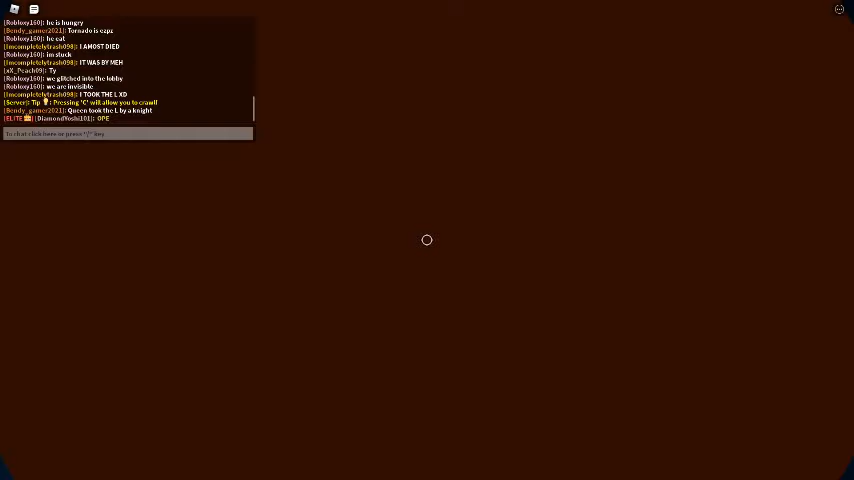 [Robloxy160]: he is hungry
[Bendy_gamer2021]: Tornado is ezpz
[Robloxy160]: he eat
[Imcompletelytrash098]: I AMOST DIED
[Robloxy160]: im stuck
[Imcompletelytrash098]: IT WAS BY MEH
[xX_Peach09]: Ty
[Robloxy160]: we glitched into the lobby
[Robloxy160]: we are invisible
[Imcompletelytrash098]: I TOOK THE L XD
[Server]: Tip 💡: Pressing 'C' will allow you to crawl!
[Bendy_gamer2021]: Queen took the L by a knight
[ELITE👑] [DiamondYoshi101]: OPE
To chat click here or press "/" key